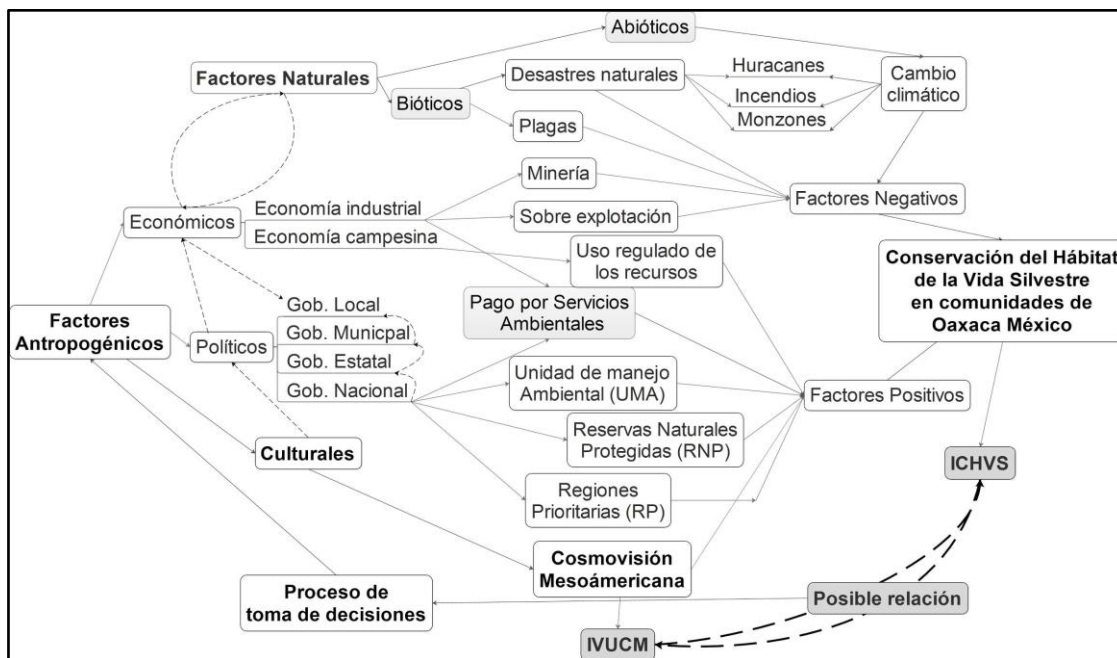 Abióticos
Factores Naturales
Desastres naturales
Huracanes
Cambio
climático
Bióticos
Incendios
Monzones
Plagas
Minería
Factores Negativos
Económicos
Economía industrial
Sobre explotación
Economía campesina
Uso regulado de
los recursos
Conservación del Hábitat
de la Vida Silvestre
en comunidades de
Oaxaca México
Factores
Antropogénicos
Políticos
Gob. Local
Gob. Municpal
Gob. Estatal
Gob. Nacional
Pago por Servicios
Ambientales
Unidad de manejo
Ambiental (UMA)
Factores Positivos
Reservas Naturales
Protegidas (RNP)
Culturales
ICHVS
Regiones
Prioritarias (RP)
Cosmovisión
Mesoámericana
Proceso de
toma de decisiones
Posible relación
IVUCM